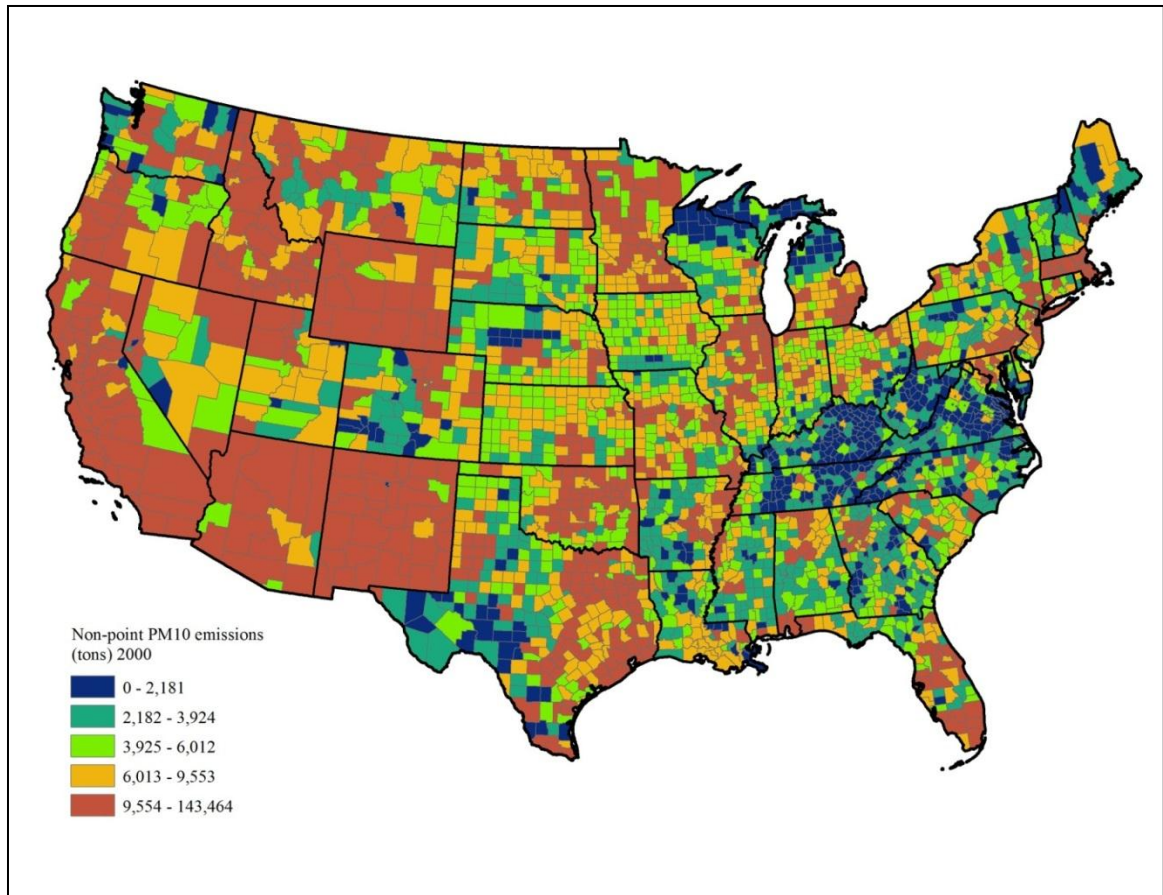 Non-point PM10 emissions
(tons) 2000
0 - 2,181
2,182 - 3,924
3,925 - 6,012
6,013 - 9,553
9,554 - 143,464